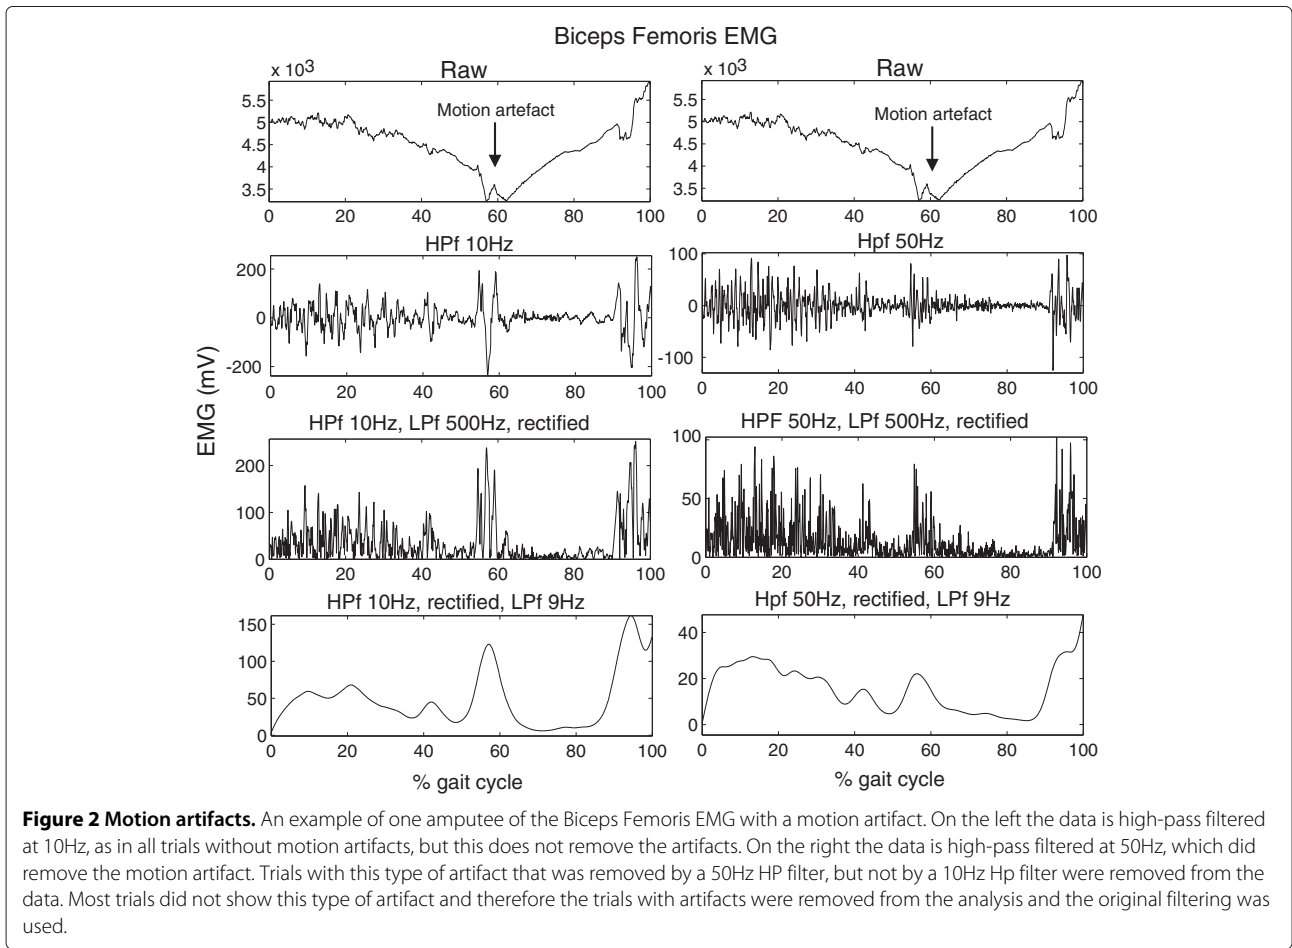 Biceps Femoris EMG
x 10³
Raw
Motion artefact
5.5
5
4
3.5
0 20 40 60 80 100
x 10³
Raw
Motion artefact
5.5
5
4
3.5
0 20 40 60 80 100
HPf 10Hz
200
0
-200
0 20 40 60 80 100
Hpf 50Hz
100
0
-100
0 20 40 60 80 100
EMG (mV)
HPf 10Hz, LPf 500Hz, rectified
200
100
0
0 20 40 60 80 100
HPF 50Hz, LPf 500Hz, rectified
100
50
0
0 20 40 60 80 100
HPf 10Hz, rectified, LPf 9Hz
150
100
50
0
0 20 40 60 80 100
% gait cycle
Hpf 50Hz, rectified, LPf 9Hz
40
20
0
0 20 40 60 80 100
% gait cycle
Figure 2 Motion artifacts. An example of one amputee of the Biceps Femoris EMG with a motion artifact. On the left the data is high-pass filtered
at 10Hz, as in all trials without motion artifacts, but this does not remove the artifacts. On the right the data is high-pass filtered at 50Hz, which did
remove the motion artifact. Trials with this type of artifact that was removed by a 50Hz HP filter, but not by a 10Hz Hp filter were removed from the
data. Most trials did not show this type of artifact and therefore the trials with artifacts were removed from the analysis and the original filtering was
used.